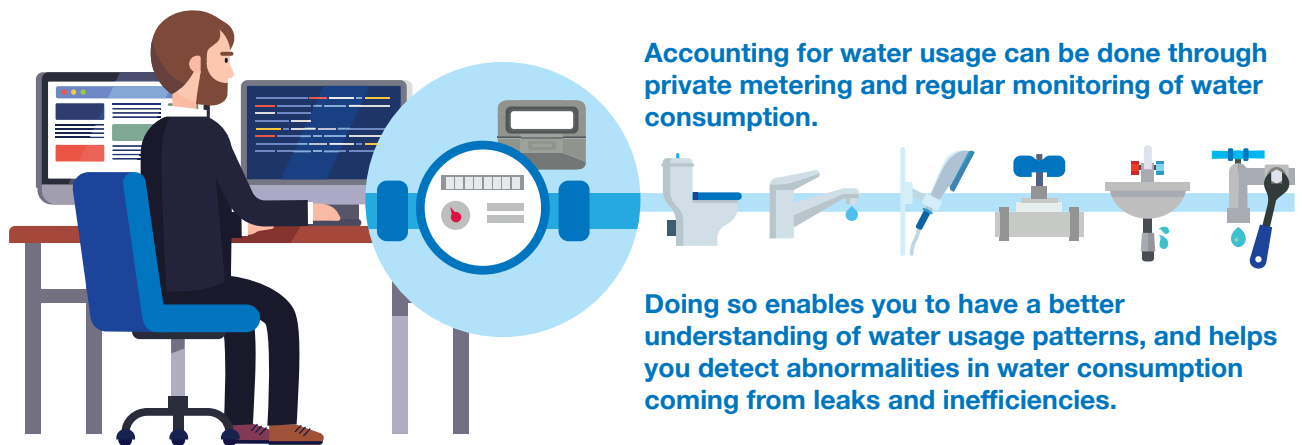 Accounting for water usage can be done through
private metering and regular monitoring of water
consumption.
Doing so enables you to have a better
understanding of water usage patterns, and helps
you detect abnormalities in water consumption
coming from leaks and inefficiencies.